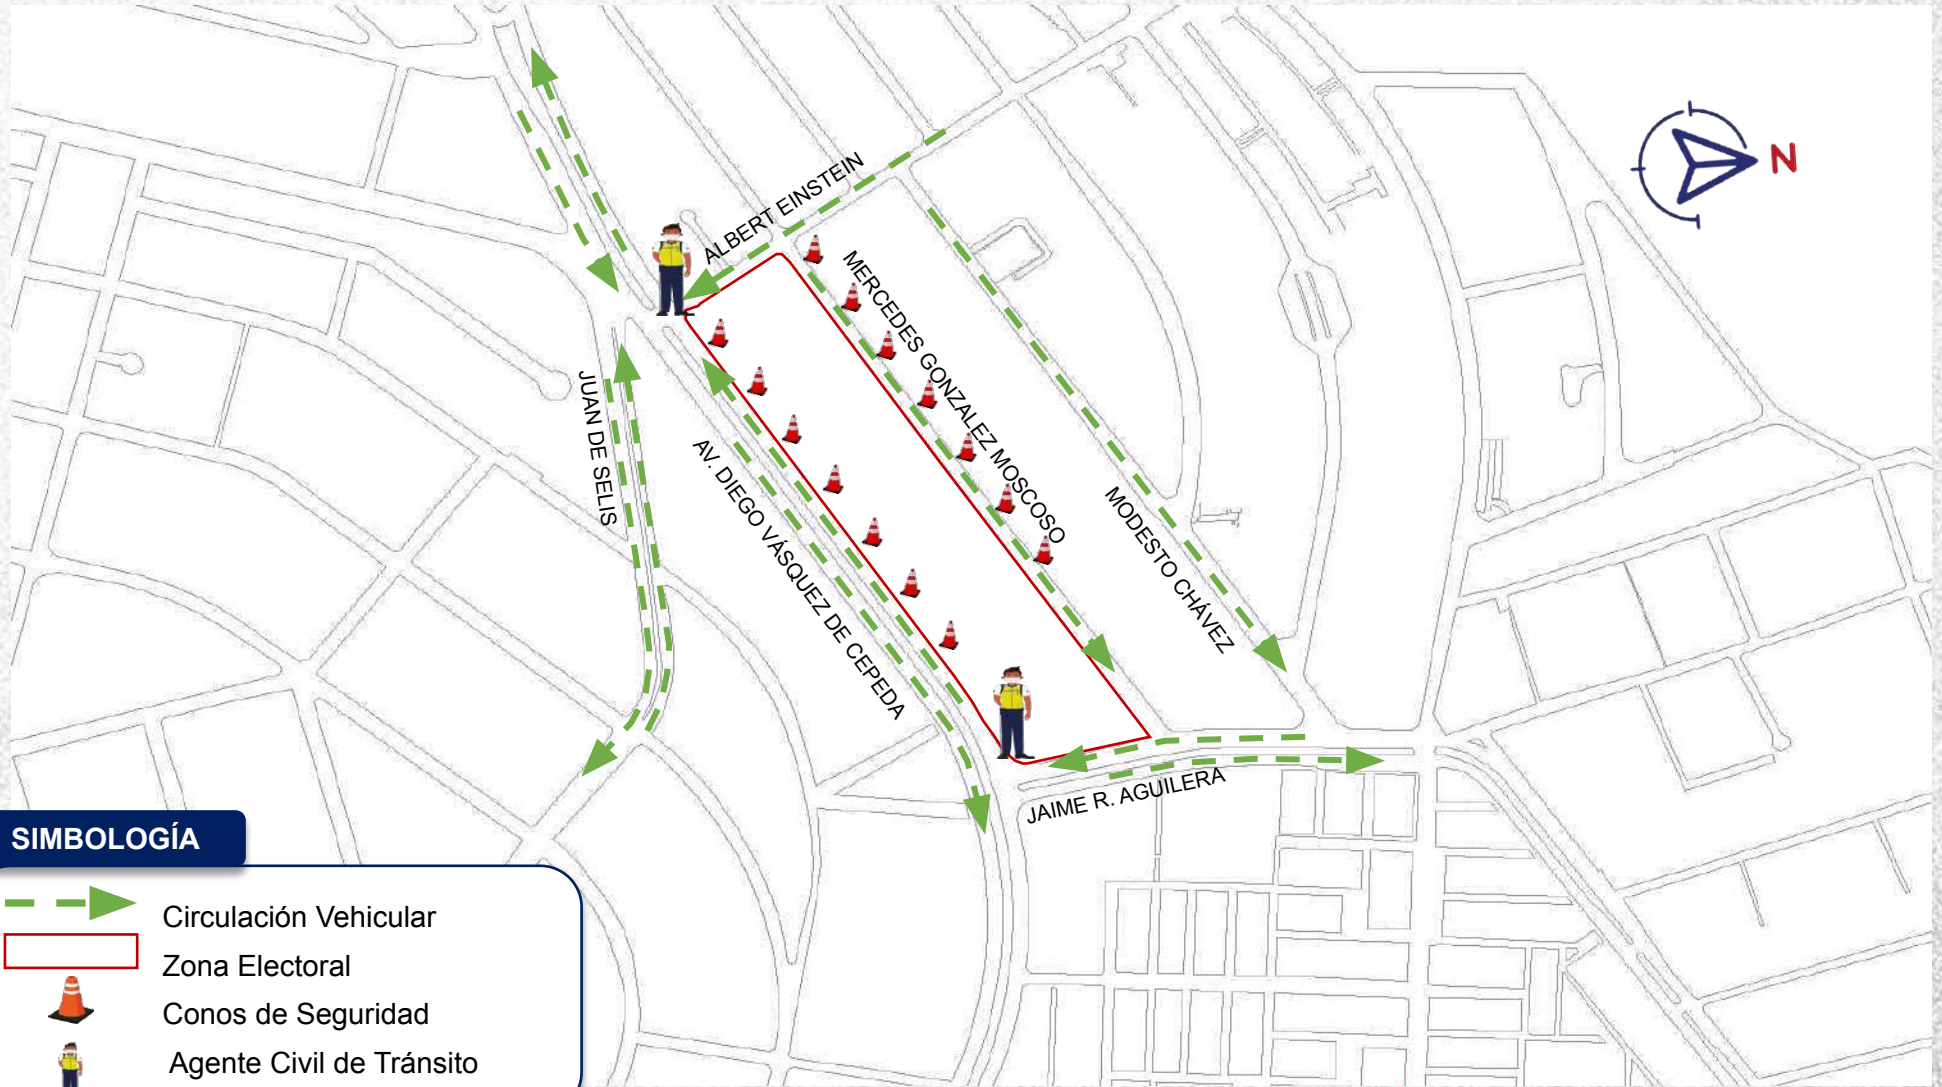 N
ALBERT EINSTEIN
MERCEDES GONZALEZ MOSCOSO
JUAN DE SELIS
AV. DIEGO VÁSQUEZ DE CEPEDA
MODESTO CHÁVEZ
JAIME R. AGUILERA
SIMBOLOGÍA
Circulación Vehicular
Zona Electoral
Conos de Seguridad
Agente Civil de Tránsito